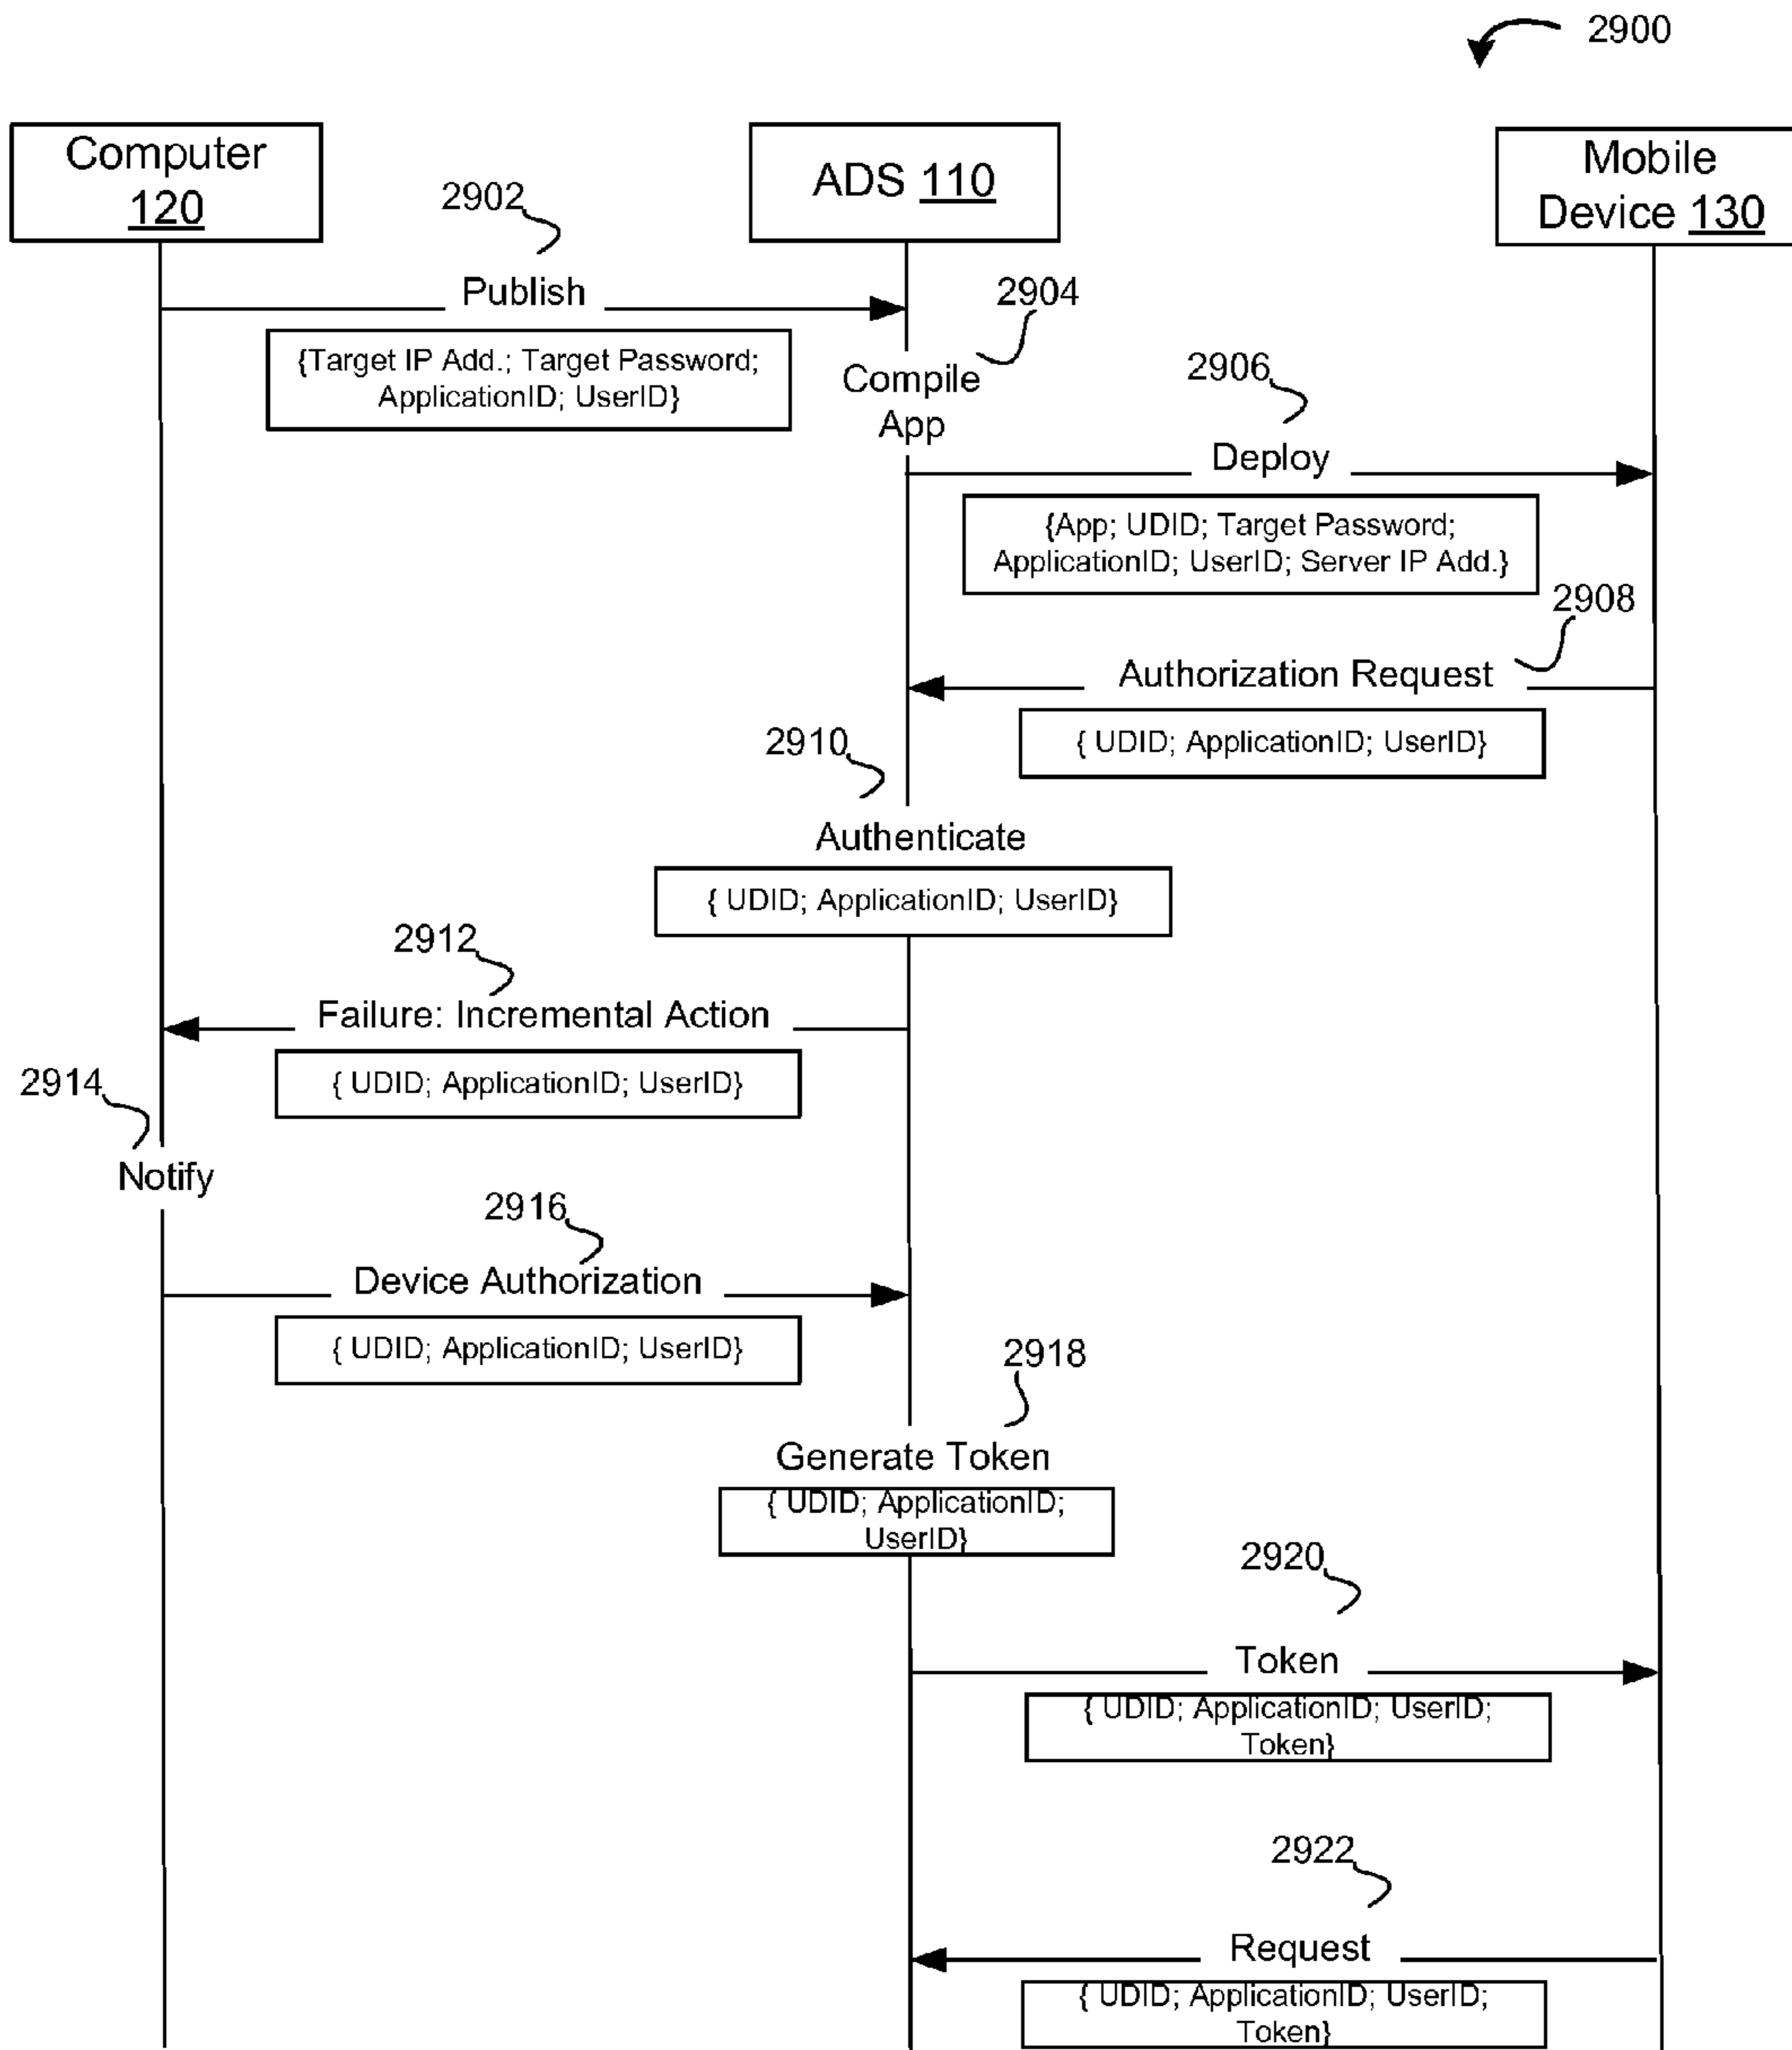 2900
Computer
120
ADS 110
Mobile
Device 130
2902
Publish
{Target IP Add.; Target Password;
ApplicationID; UserID}
2904
Compile
App
2906
Deploy
{App; UDID; Target Password;
ApplicationID; UserID; Server IP Add.}
2908
Authorization Request
{ UDID; ApplicationID; UserID}
2910
Authenticate
{ UDID; ApplicationID; UserID}
2912
Failure: Incremental Action
{ UDID; ApplicationID; UserID}
2914
Notify
2916
Device Authorization
{ UDID; ApplicationID; UserID}
2918
Generate Token
{ UDID; ApplicationID;
UserID}
2920
Token
{ UDID; ApplicationID; UserID;
Token}
2922
Request
{ UDID; ApplicationID; UserID;
Token}